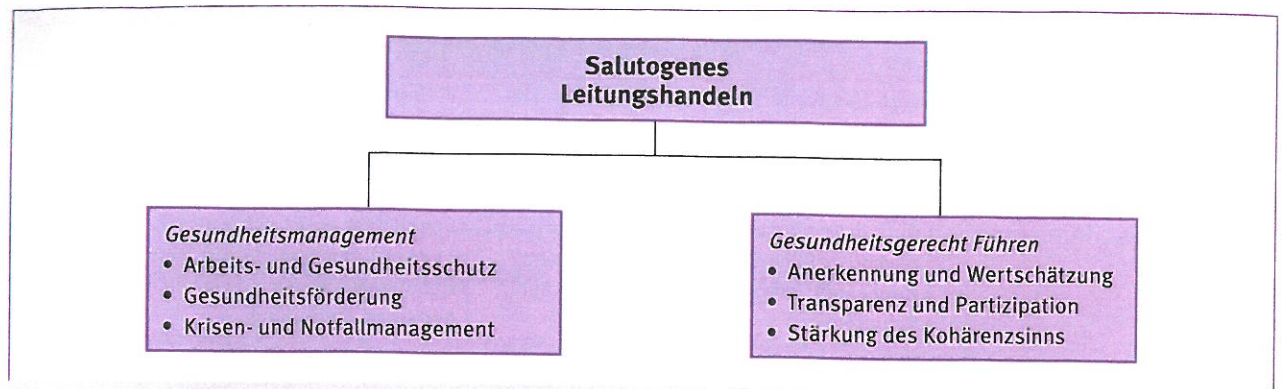 Salutogenes
Leitungshandeln
Gesundheitsmanagement
• Arbeits- und Gesundheitsschutz
• Gesundheitsförderung
• Krisen- und Notfallmanagement
Gesundheitsgerecht Führen
• Anerkennung und Wertschätzung
• Transparenz und Partizipation
• Stärkung des Kohärenzsinns